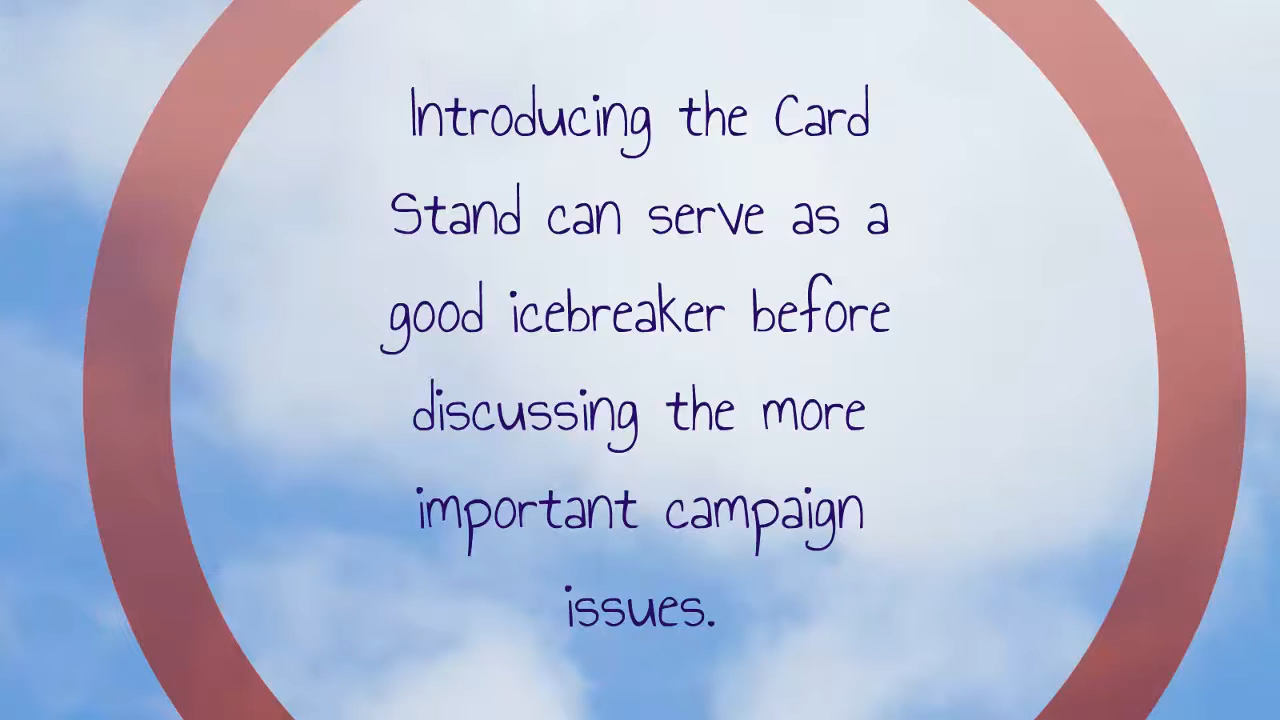 Introducing the Card
Stand can serve as a
good icebreaker before
discussing the more
important campaign
issues.